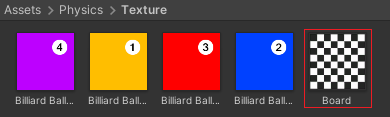 Assets > Physics > Texture
4 1 3 2
Billiard Ball... Billiard Ball... Billiard Ball... Billiard Ball... Board